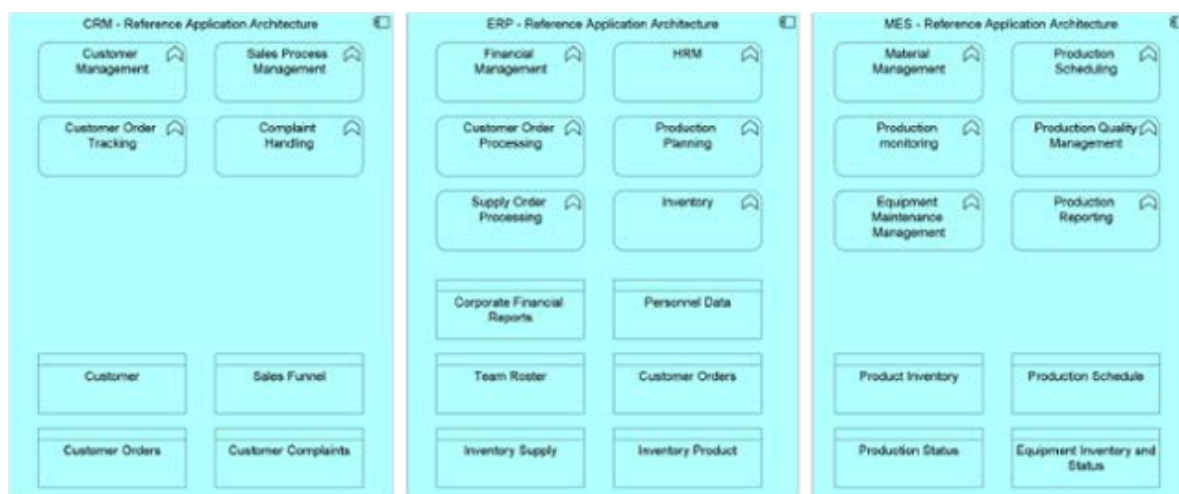 CRM - Reference Application Architecture
Customer
Management
Sales Process
Management
Customer Order
Tracking
Complaint
Handling
Customer
Sales Funnel
Customer Orders
Customer Complaints
ERP - Reference Application Architecture
Financial
Management
HRM
Customer Order
Processing
Production
Planning
Supply Order
Processing
Inventory
Corporate Financial
Reports
Personnel Data
Team Roster
Customer Orders
Inventory Supply
Inventory Product
MES - Reference Application Architecture
Material
Management
Production
Scheduling
Production
monitoring
Production Quality
Management
Equipment
Maintenance
Management
Production
Reporting
Product Inventory
Production Schedule
Production Status
Equipment Inventory and
Status